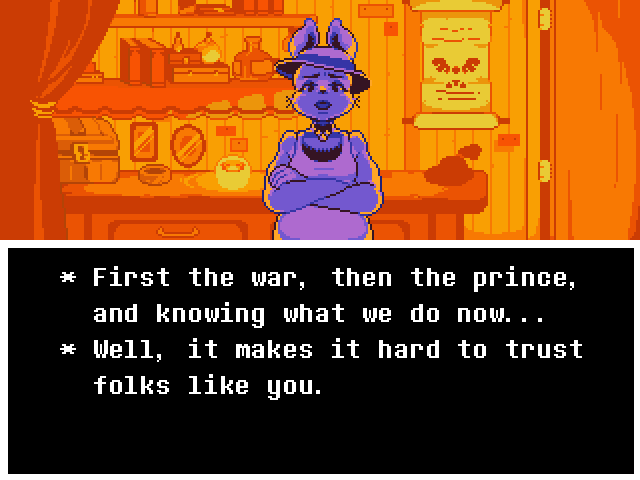 * First the war, then the prince,
and knowing what we do now...
* Well, it makes it hard to trust
folks like you.